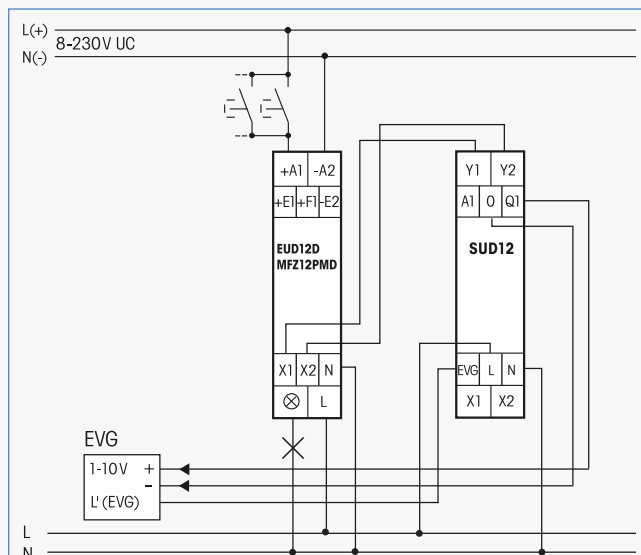 L(+)
8-230V UC
N(-)
+A1 -A2
+E1 +F1 -E2
EUD12D
MFZ12PMD
X1 X2 N
L
Y1 Y2
A1 0 Q1
SUD12
EVG L N
X1 X2
EVG
1-10V +
-
L' (EVG)
L
N